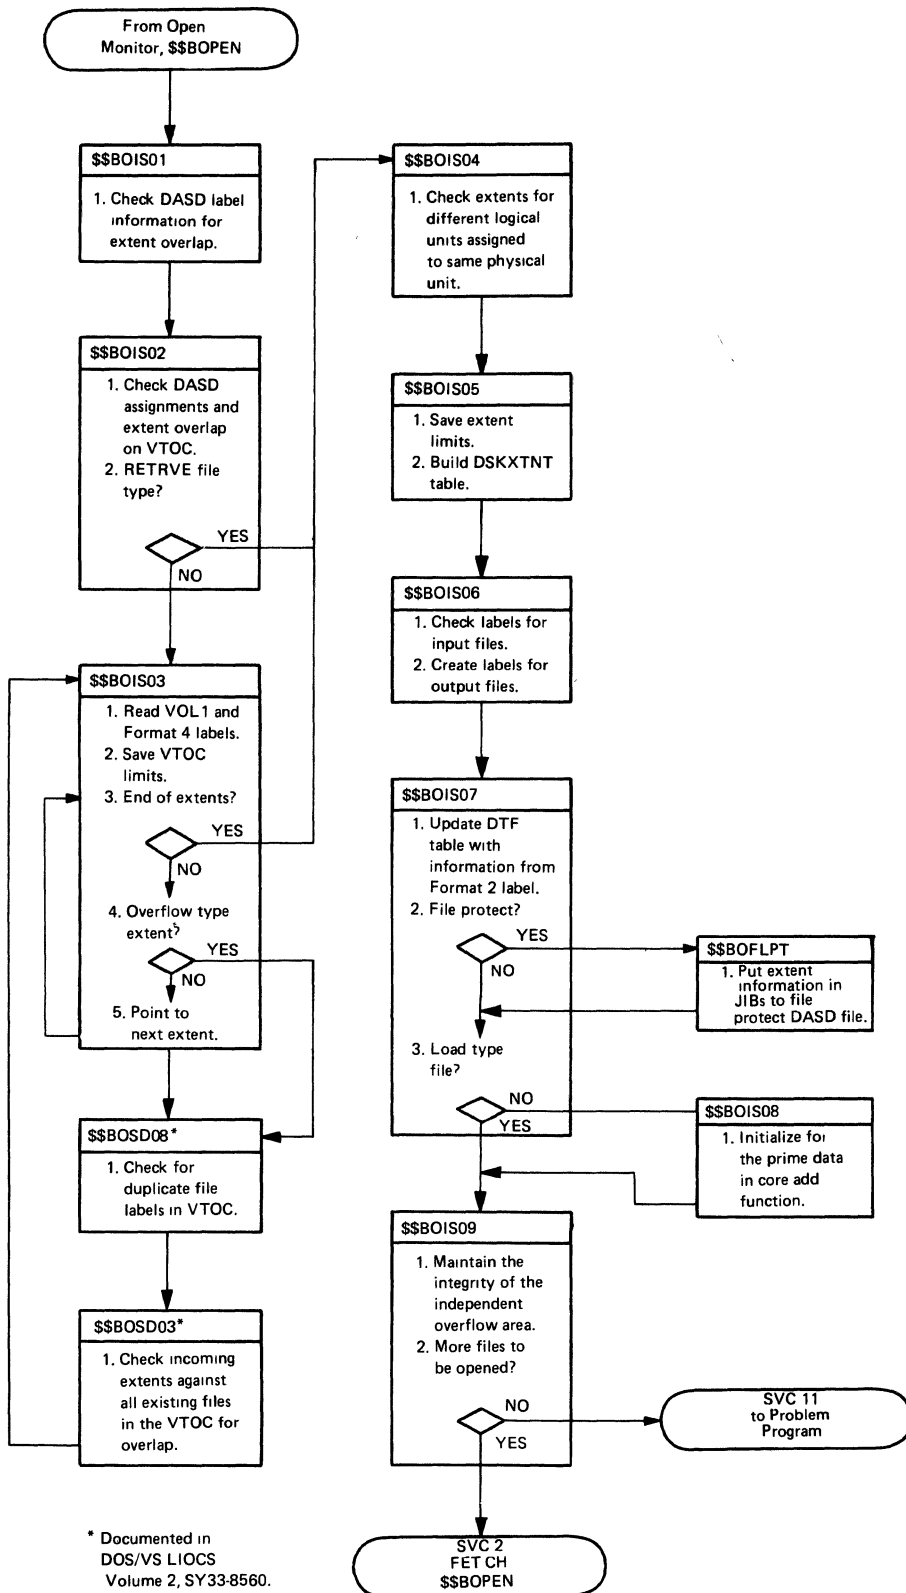 From Open
Monitor, $$BOPEN
$$BOIS01
1. Check DASD label
information for
extent overlap.
$$BOIS02
1. Check DASD
assignments and
extent overlap
on VTOC.
2. RETRVE file
type?
YES
NO
$$BOIS03
1. Read VOL1 and
Format 4 labels.
2. Save VTOC
limits.
3. End of extents?
YES
NO
4. Overflow type
extent?
YES
NO
5. Point to
next extent.
$$BOSD08*
1. Check for
duplicate file
labels in VTOC.
$$BOSD03*
1. Check incoming
extents against
all existing files
in the VTOC for
overlap.
* Documented in
DOS/VS LIOCS
Volume 2, SY33-8560.
$$BOIS04
1. Check extents for
different logical
units assigned
to same physical
unit.
$$BOIS05
1. Save extent
limits.
2. Build DSKXTNT
table.
$$BOIS06
1. Check labels for
input files.
2. Create labels for
output files.
$$BOIS07
1. Update DTF
table with
information from
Format 2 label.
2. File protect?
YES
NO
3. Load type
file?
NO
YES
$$BOFLPT
1. Put extent
information in
JIBs to file
protect DASD file.
$$BOIS08
1. Initialize for
the prime data
in core add
function.
$$BOIS09
1. Maintain the
integrity of the
independent
overflow area.
2. More files to
be opened?
NO
YES
SVC 11
to Problem
Program
SVC 2
FET CH
$$BOPEN